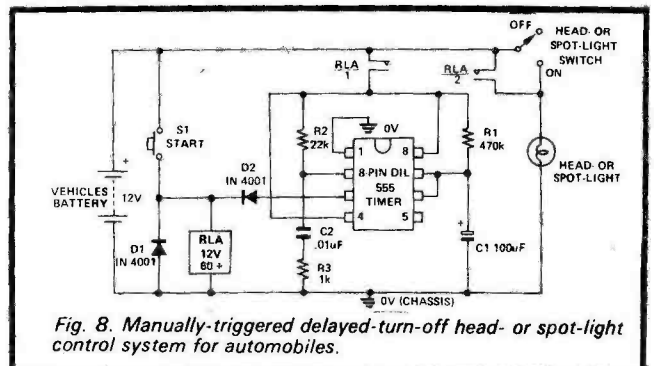 OFF
HEAD- OR
SPOT-LIGHT
SWITCH
ON
RLA
1
RLA
2
S1
START
R2
22k
0V
1
8
R1
470k
8-PIN DIL
555
TIMER
4
5
D2
IN 4001
VEHICLES
BATTERY
+
12V
D1
IN 4001
RLA
12V
60 +
C2
.01uF
R3
1k
+
C1 100uF
HEAD- OR
SPOT-LIGHT
0V (CHASSIS)
Fig. 8. Manually-triggered delayed-turn-off head- or spot-light
control system for automobiles.